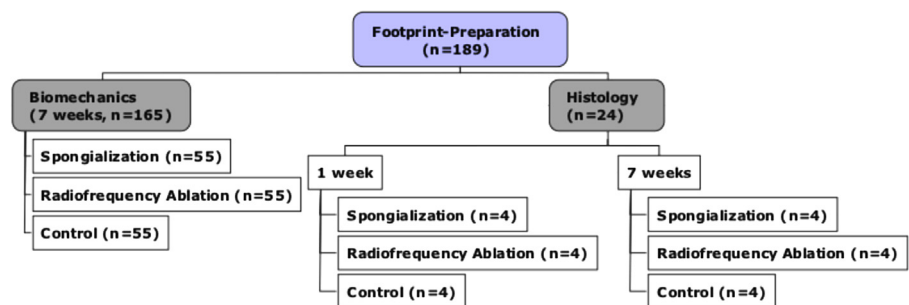 Footprint-Preparation
(n=189)
Biomechanics
(7 weeks, n=165)
Spongialization (n=55)
Radiofrequency Ablation (n=55)
Control (n=55)
Histology
(n=24)
1 week
Spongialization (n=4)
Radiofrequency Ablation (n=4)
Control (n=4)
7 weeks
Spongialization (n=4)
Radiofrequency Ablation (n=4)
Control (n=4)